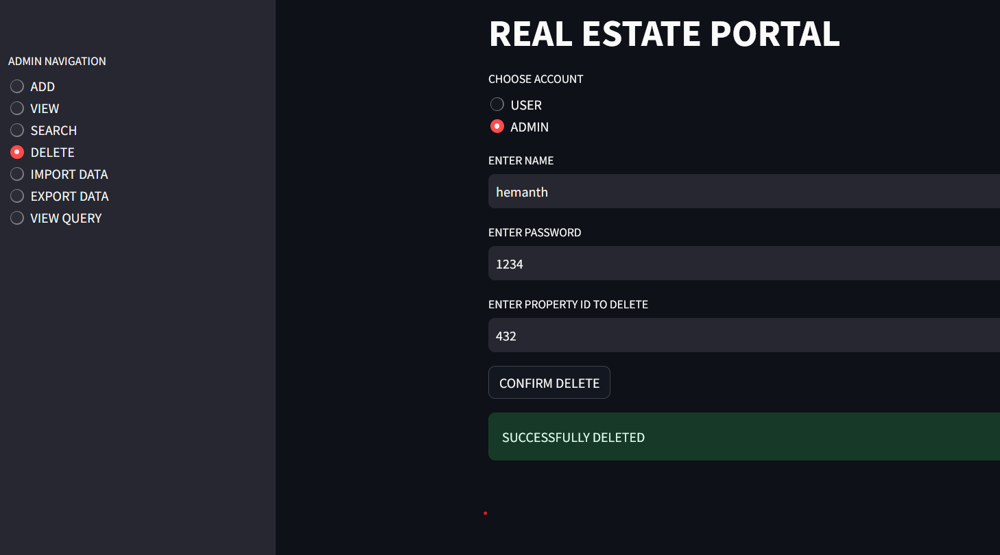 ADMIN NAVIGATION
ADD
VIEW
SEARCH
DELETE
IMPORT DATA
EXPORT DATA
VIEW QUERY
REAL ESTATE PORTAL
CHOOSE ACCOUNT
USER
ADMIN
ENTER NAME
hemanth
ENTER PASSWORD
1234
ENTER PROPERTY ID TO DELETE
432
CONFIRM DELETE
SUCCESSFULLY DELETED